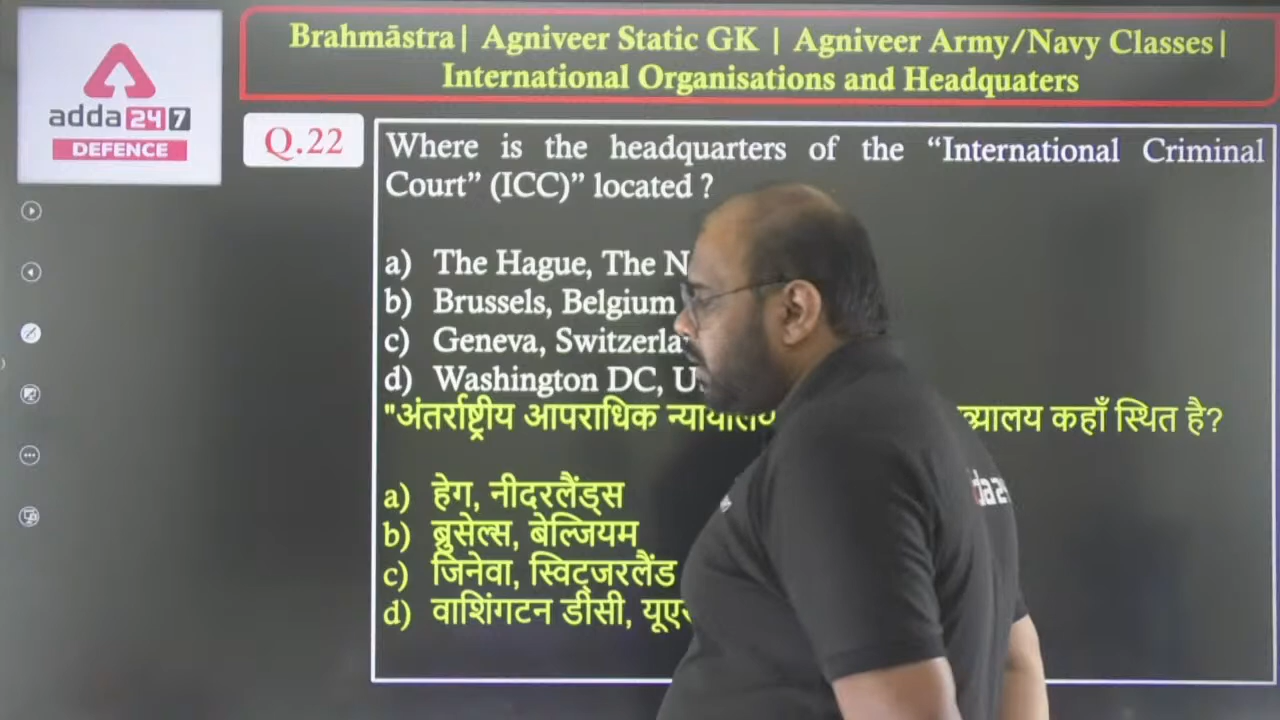 Brahmāstra| Agniveer Static GK | Agniveer Army/Navy Classes|
International Organisations and Headquaters
adda 247
DEFENCE
Q.22
Where is the headquarters of the “International Criminal
Court” (ICC)” located ?
a) The Hague, The
b) Brussels, Belgium
c) Geneva,
d) Washington DC,
"अंतर्राष्ट्रीय आपराधिक कहाँ स्थित है?
a) हेग, नीदरलैंड्स
b) ब्रुसेल्स, बेल्जियम
c) जिनेवा, स्विट्जरलैंड
d) वाशिंगटन डीसी,